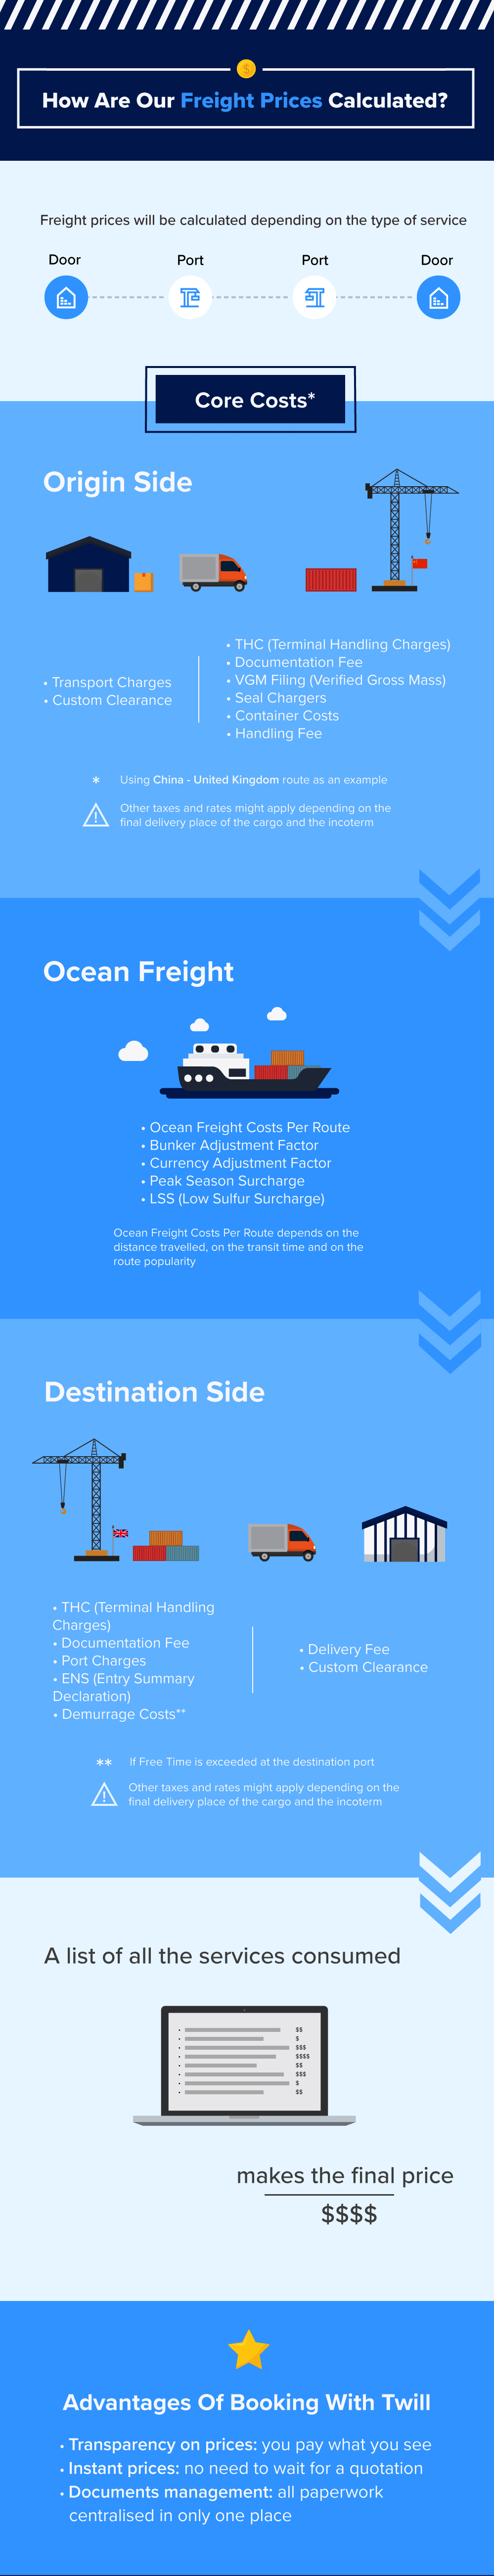 How Are Our Freight Prices Calculated?
Freight prices will be calculated depending on the type of service
Door Port Port Door
Core Costs*
Origin Side
• Transport Charges
• Custom Clearance
• THC (Terminal Handling Charges)
• Documentation Fee
• VGM Filing (Verified Gross Mass)
• Seal Chargers
• Container Costs
• Handling Fee
* Using China - United Kingdom route as an example
Other taxes and rates might apply depending on the
final delivery place of the cargo and the incoterm
Ocean Freight
• Ocean Freight Costs Per Route
• Bunker Adjustment Factor
• Currency Adjustment Factor
• Peak Season Surcharge
• LSS (Low Sulfur Surcharge)
Ocean Freight Costs Per Route depends on the
distance travelled, on the transit time and on the
route popularity
Destination Side
• THC (Terminal Handling
Charges)
• Documentation Fee
• Port Charges
• ENS (Entry Summary
Declaration)
• Demurrage Costs**
• Delivery Fee
• Custom Clearance
** If Free Time is exceeded at the destination port
Other taxes and rates might apply depending on the
final delivery place of the cargo and the incoterm
A list of all the services consumed
$$
$
$$$
$$$$
$$
$$$
$
$$
makes the final price
$$$$
Advantages Of Booking With Twill
• Transparency on prices: you pay what you see
• Instant prices: no need to wait for a quotation
• Documents management: all paperwork
centralised in only one place